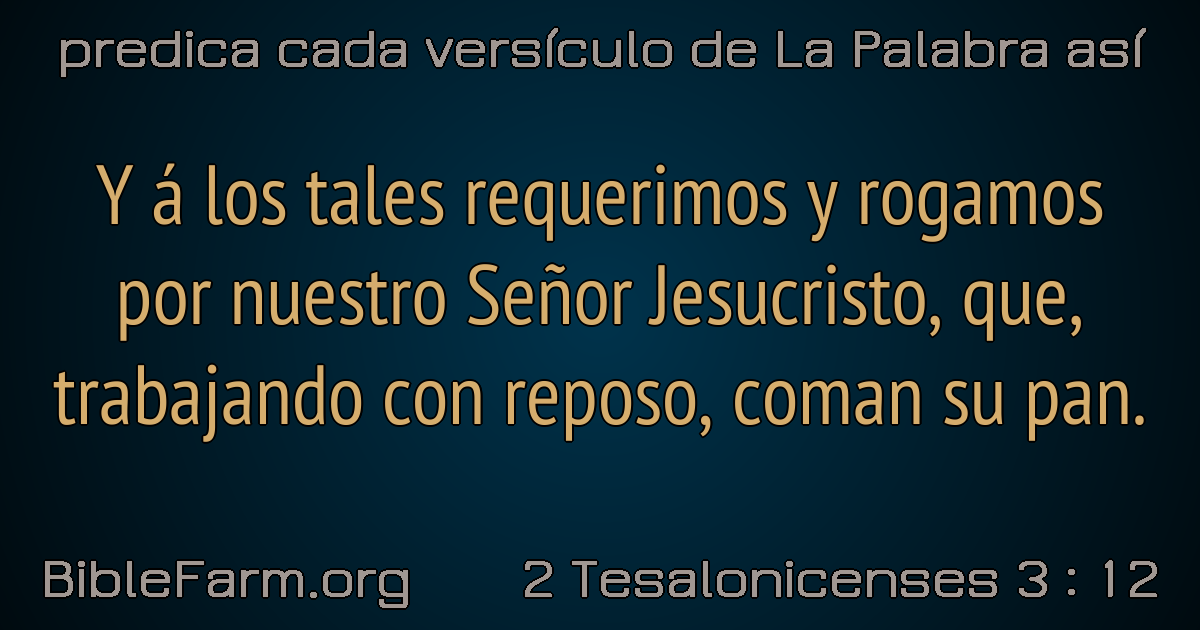 predica cada versículo de La Palabra así
Y á los tales requerimos y rogamos
por nuestro Señor Jesucristo, que,
trabajando con reposo, coman su pan.
BibleFarm.org 2 Tesalonicenses 3 : 12